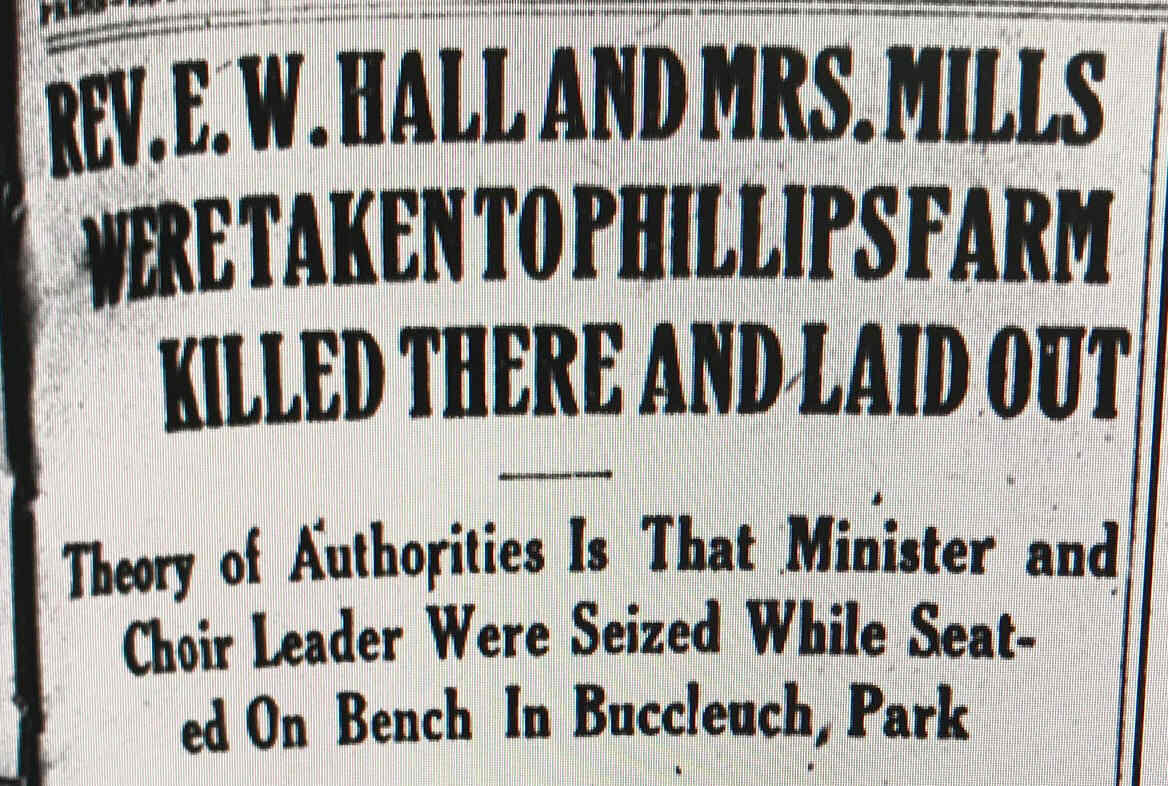 REV. E. W. HALL AND MRS. MILLS
WERE TAKEN TO PHILLIPS FARM
KILLED THERE AND LAID OUT
Theory of Authorities Is That Minister and
Choir Leader Were Seized While Seat-
ed On Bench In Buccleuch, Park